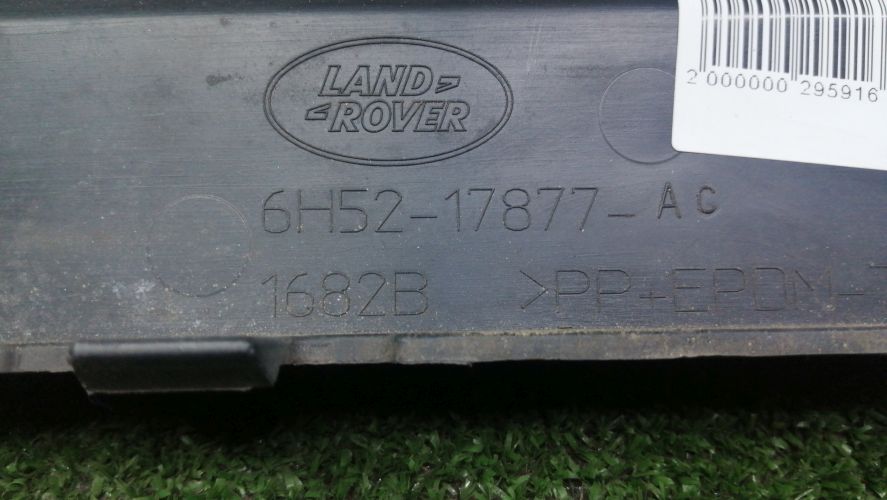 LAND
ROVER
2 000000 295916
6H52-17877- AC
1682B >PP+EPDM-